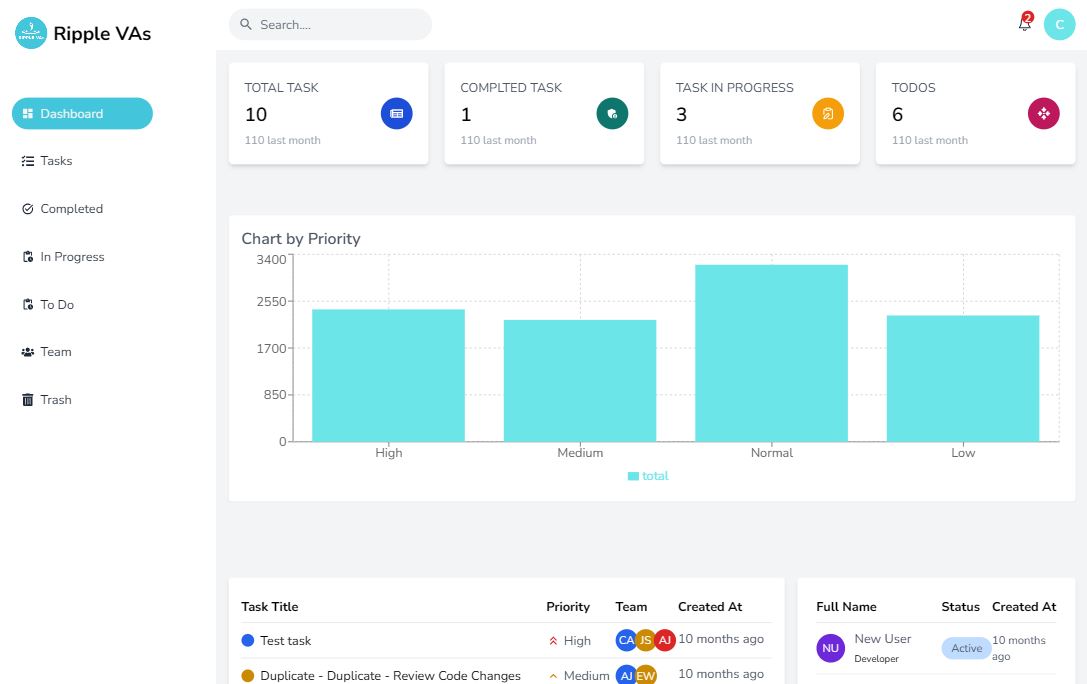 RIPPLE VAs
Ripple VAs
Search....
2
C
Dashboard
Tasks
Completed
In Progress
To Do
Team
Trash
TOTAL TASK
10
110 last month
COMPLTED TASK
1
110 last month
TASK IN PROGRESS
3
110 last month
TODOS
6
110 last month
Chart by Priority
3400
2550
1700
850
0
High Medium Normal Low
total
Task Title Priority Team Created At
Test task High CA JS AJ 10 months ago
Duplicate - Duplicate - Review Code Changes Medium AJ EW 10 months ago
Full Name Status Created At
NU New User Active 10 months
Developer ago